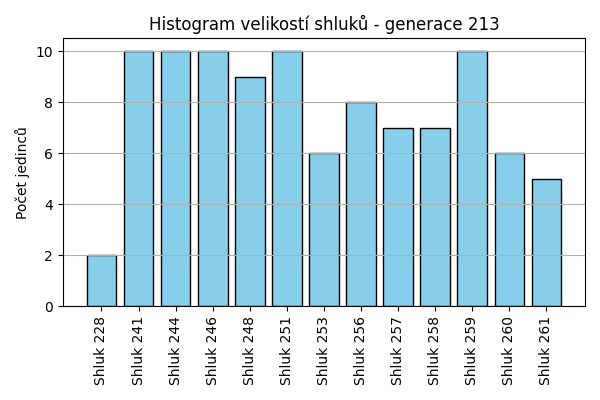 Histogram velikostí shluků - generace 213
Počet jedinců
10
8
6
4
2
0
Shluk 228
Shluk 241
Shluk 244
Shluk 246
Shluk 248
Shluk 251
Shluk 253
Shluk 256
Shluk 257
Shluk 258
Shluk 259
Shluk 260
Shluk 261